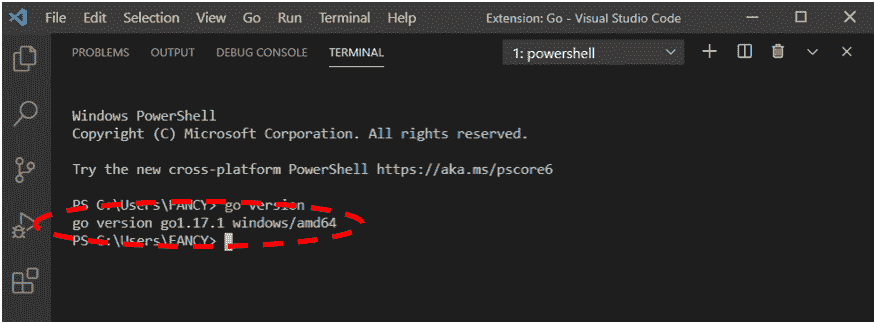 File Edit Selection View Go Run Terminal Help Extension: Go - Visual Studio Code
PROBLEMS OUTPUT DEBUG CONSOLE TERMINAL 1: powershell
Windows PowerShell
Copyright (C) Microsoft Corporation. All rights reserved.
Try the new cross-platform PowerShell https://aka.ms/pscore6
PS G:\Users\FANCY> go version
go version go1.17.1 windows/amd64
PS G:\Users\FANCY>